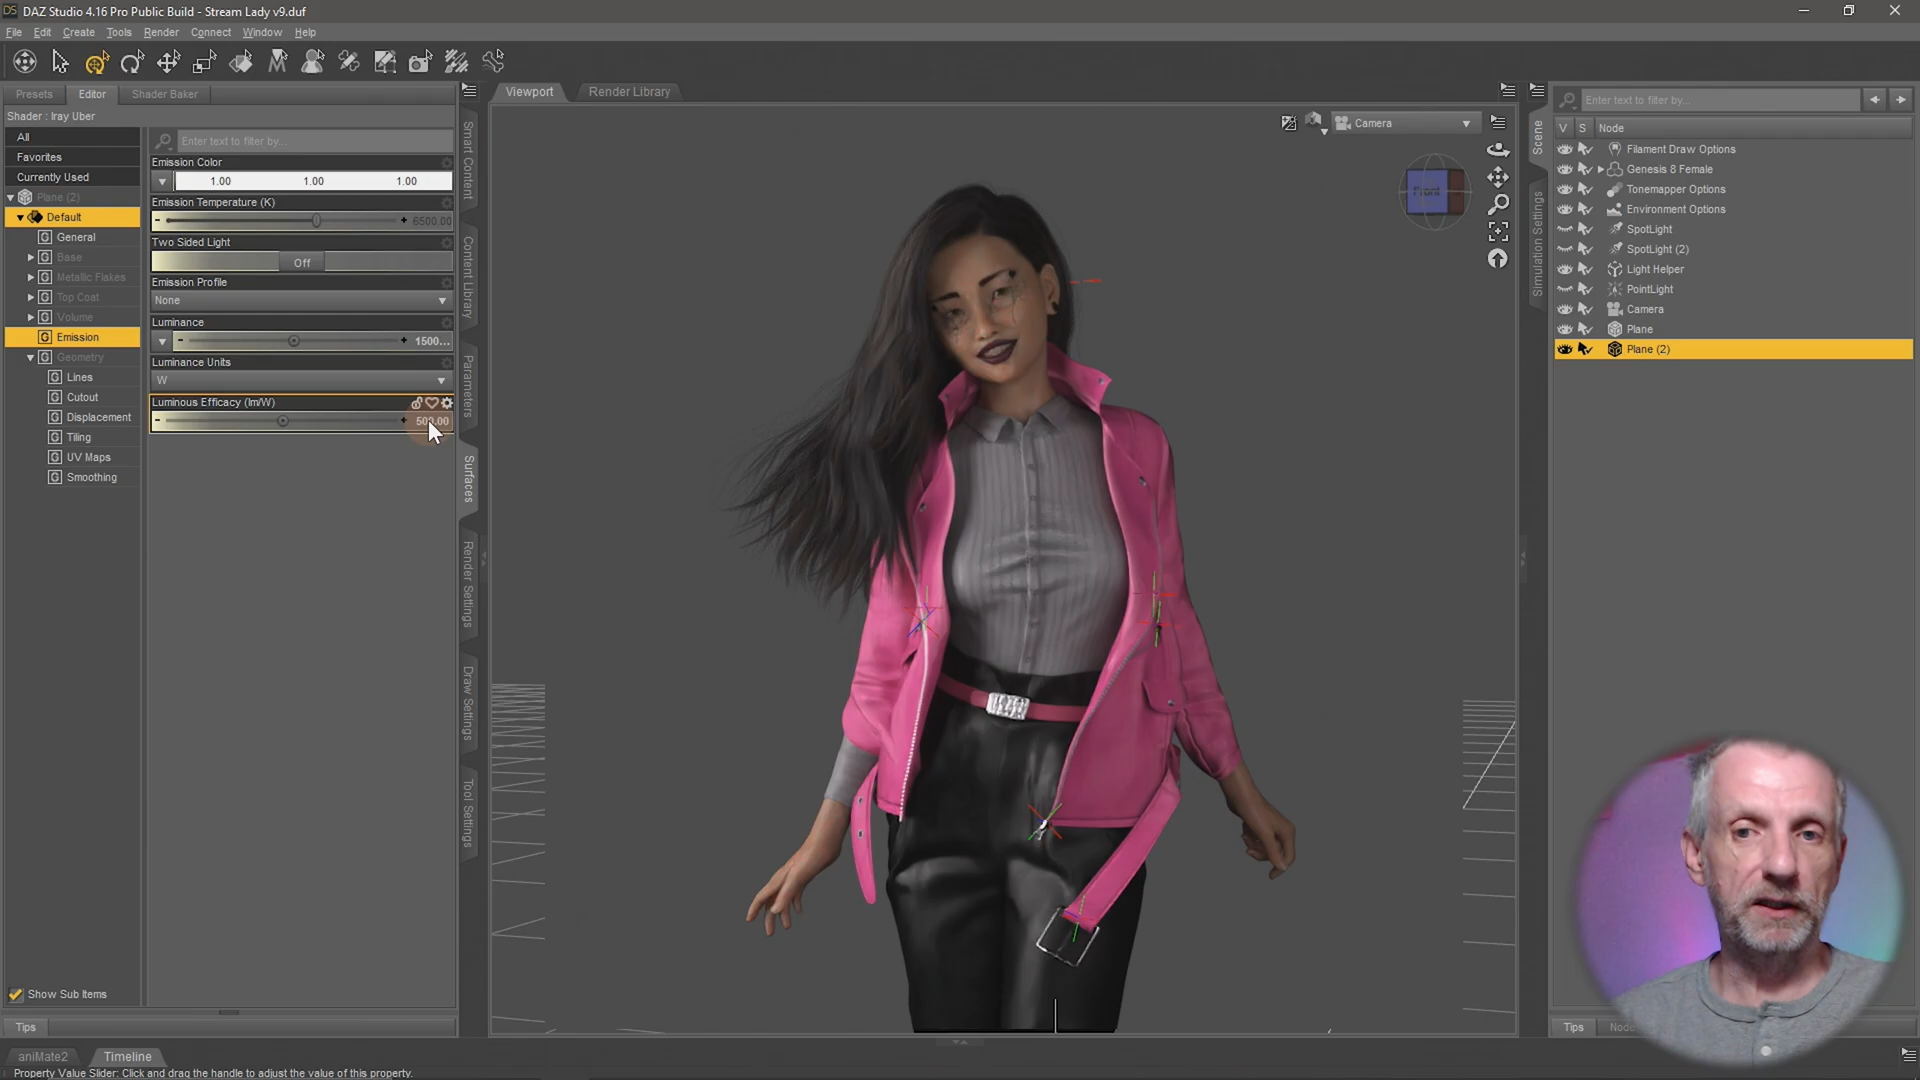 DAZ Studio 4.16 Pro Public Build - Stream Lady v9.duf
File Edit Create Tools Render Connect Window Help
Presets Editor Shader Baker
Shader : Iray Uber
All
Favorites
Currently Used
Plane (2)
Default
General
Base
Metallic Flakes
Top Coat
Volume
Emission
Geometry
Lines
Cutout
Displacement
Tiling
UV Maps
Smoothing
Show Sub Items
Tips
Enter text to filter by...
Emission Color
1.00 1.00 1.00
Emission Temperature (K)
6500.00
Two Sided Light
Off
Emission Profile
None
Luminance
1500...
Luminance Units
W
Luminous Efficacy (lm/W)
Smart Content
Content Library
Parameters
Surfaces
Render Settings
Draw Settings
Tool Settings
Viewport Render Library
Camera
Front
Scene
Simulation Settings
Enter text to filter by...
V S Node
Filament Draw Options
Genesis 8 Female
Tonemapper Options
Environment Options
SpotLight
SpotLight (2)
Light Helper
PointLight
Camera
Plane
Plane (2)
Tips Node
aniMate2 Timeline
Property Value Slider: Click and drag the handle to adjust the value of this property.